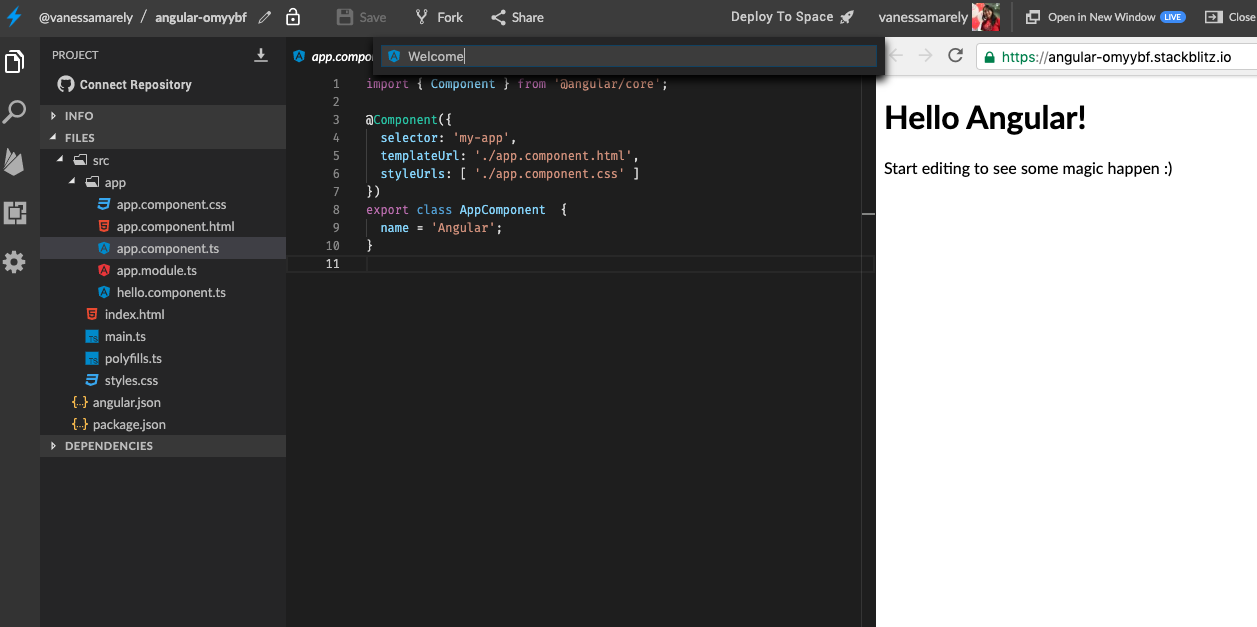 @vanessamarely / angular-omyybf Save Fork Share Deploy To Space vanessamarely Open in New Window LIVE Close
PROJECT
Connect Repository
INFO
FILES
src
app
app.component.css
app.component.html
app.component.ts
app.module.ts
hello.component.ts
index.html
main.ts
polyfills.ts
styles.css
{..} angular.json
{..} package.json
DEPENDENCIES
app.compo
Welcome
1 import { Component } from '@angular/core';
2
3 @Component({
4 selector: 'my-app',
5 templateUrl: './app.component.html',
6 styleUrls: [ './app.component.css' ]
7 })
8 export class AppComponent {
9 name = 'Angular';
10 }
11
https://angular-omyybf.stackblitz.io
Hello Angular!
Start editing to see some magic happen :)